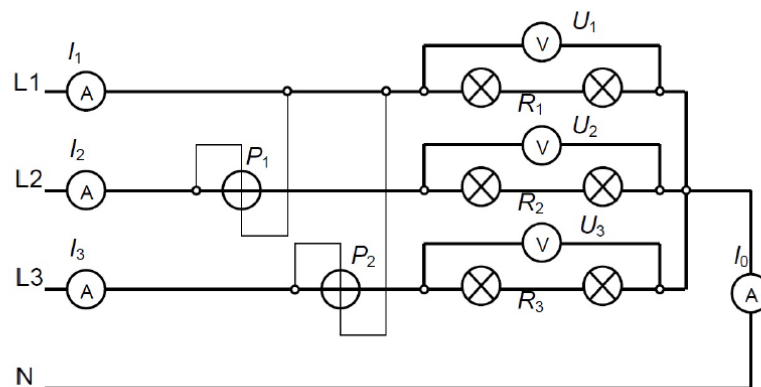 I₁
U₁
V
L1
A
R₁
I₂
P₁
U₂
V
L2
A
R₂
I₃
P₂
U₃
V
L3
A
R₃
I₀
A
N